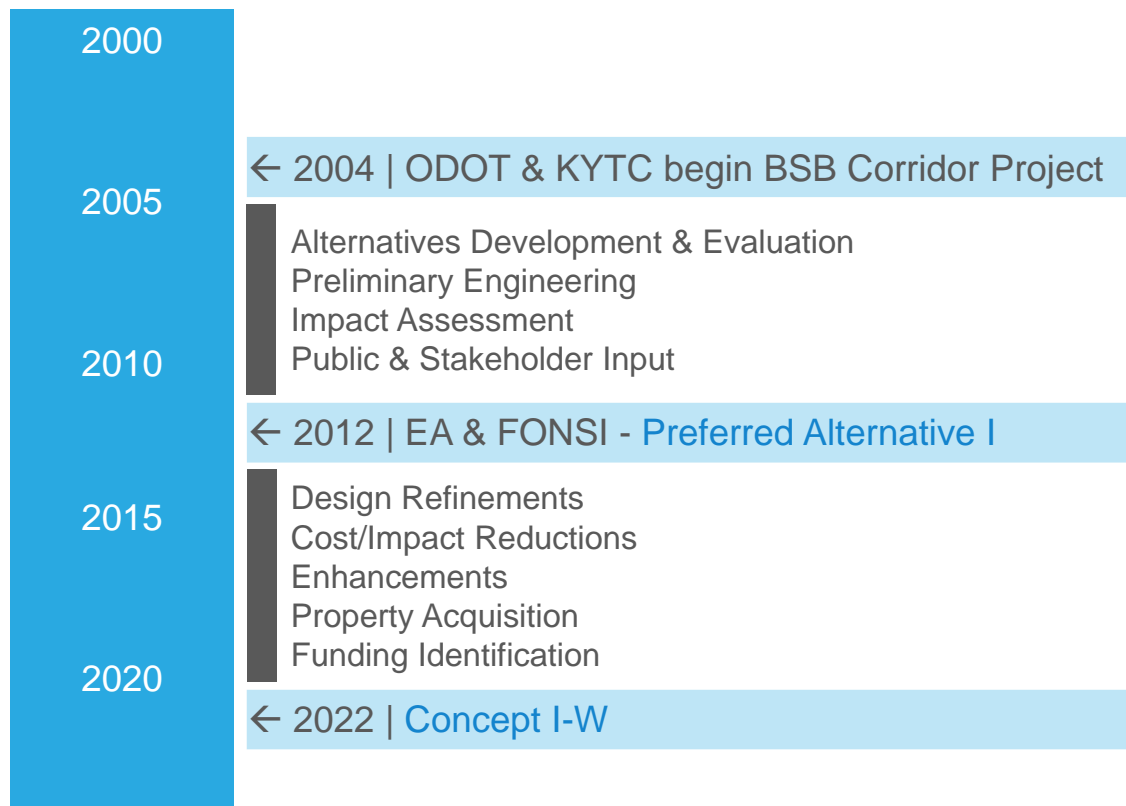 2000
← 2004 | ODOT & KYTC begin BSB Corridor Project
2005
Alternatives Development & Evaluation
Preliminary Engineering
Impact Assessment
Public & Stakeholder Input
2010
← 2012 | EA & FONSI - Preferred Alternative I
Design Refinements
2015
Cost/Impact Reductions
Enhancements
Property Acquisition
Funding Identification
2020
← 2022 | Concept I-W